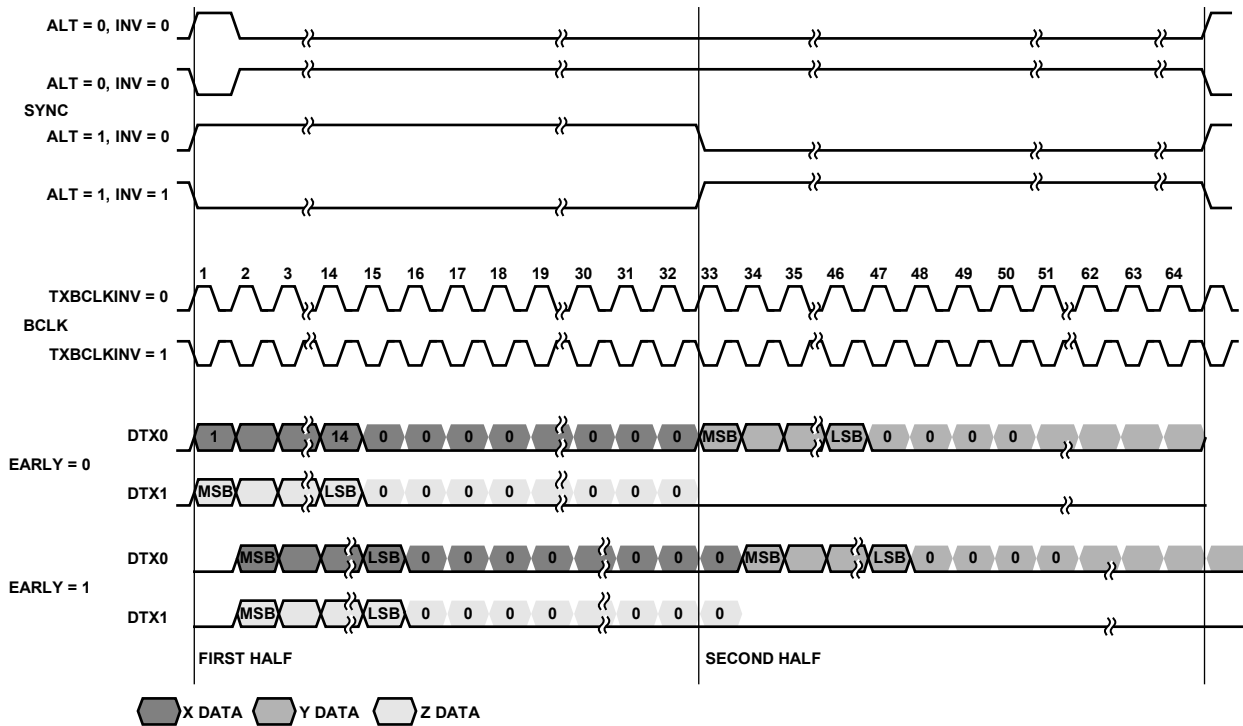 ALT = 0, INV = 0
ALT = 0, INV = 0
SYNC
ALT = 1, INV = 0
ALT = 1, INV = 1
1 2 3 14 15 16 17 18 19 30 31 32 33 34 35 46 47 48 49 50 51 62 63 64
TXBCLKINV = 0
BCLK
TXBCLKINV = 1
DTX0 1 14 0 0 0 0 0 0 0 MSB LSB 0 0 0 0
EARLY = 0
DTX1 MSB LSB 0 0 0 0 0 0 0
DTX0 MSB LSB 0 0 0 0 0 0 0 MSB LSB 0 0 0 0
EARLY = 1
DTX1 MSB LSB 0 0 0 0 0 0 0
FIRST HALF SECOND HALF
X DATA Y DATA Z DATA